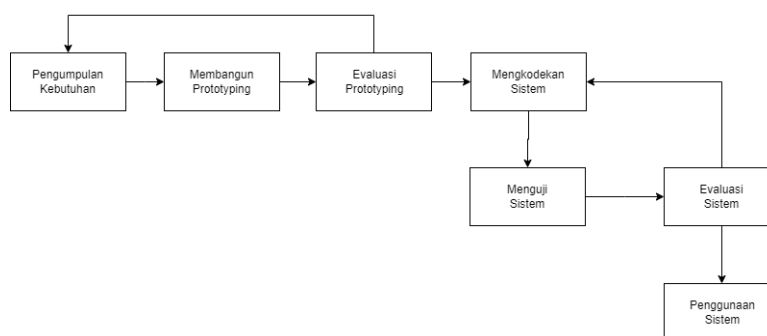 Pengumpulan
Kebutuhan
Membangun
Prototyping
Evaluasi
Prototyping
Mengkodekan
Sistem
Menguji
Sistem
Evaluasi
Sistem
Penggunaan
Sistem